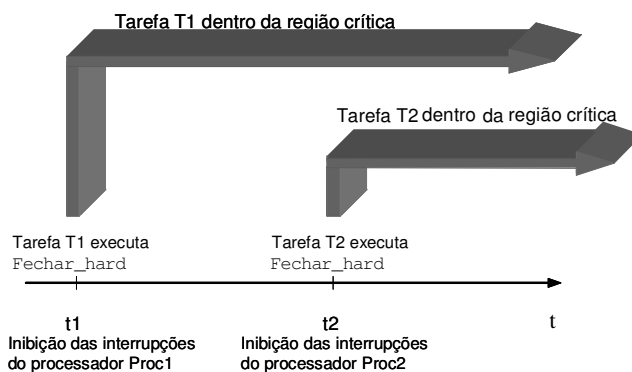 Tarefa T1 dentro da região crítica
Tarefa T2 dentro da região crítica
Tarefa T1 executa
Fechar_hard
Tarefa T2 executa
Fechar_hard
t1
t2
t
Inibição das interrupções
do processador Proc1
Inibição das interrupções
do processador Proc2